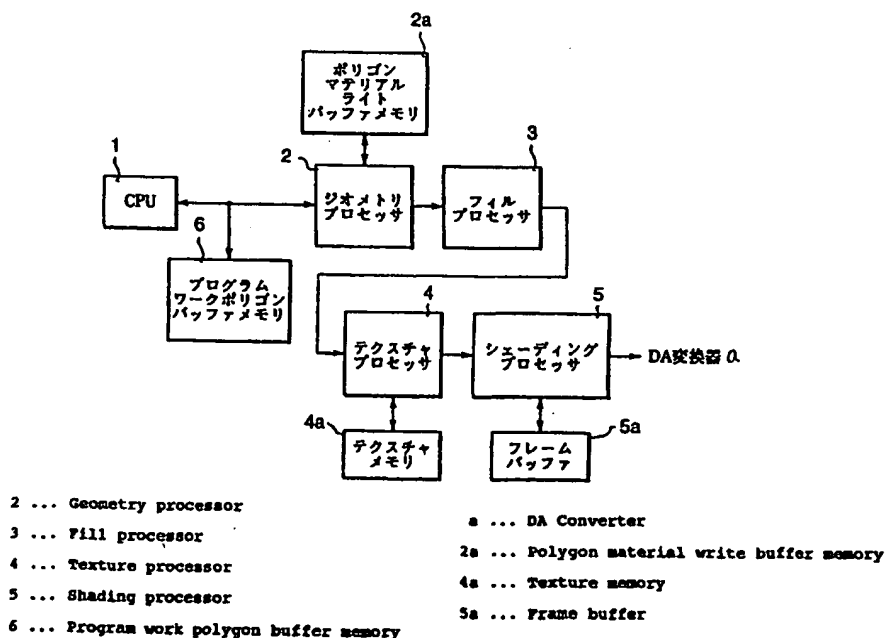 2a
ポリゴン
マテリアル
ライト
バッファメモリ
1
CPU
2
ジオメトリ
プロセッサ
3
フィル
プロセッサ
6
プログラム
ワークポリゴン
バッファメモリ
4
テクスチャ
プロセッサ
5
シェーディング
プロセッサ
DA変換器 a
4a
テクスチャ
メモリ
フレーム
バッファ
5a
2 ... Geometry processor
3 ... Fill processor
4 ... Texture processor
5 ... Shading processor
6 ... Program work polygon buffer memory
a ... DA Converter
2a ... Polygon material write buffer memory
4a ... Texture memory
5a ... Frame buffer